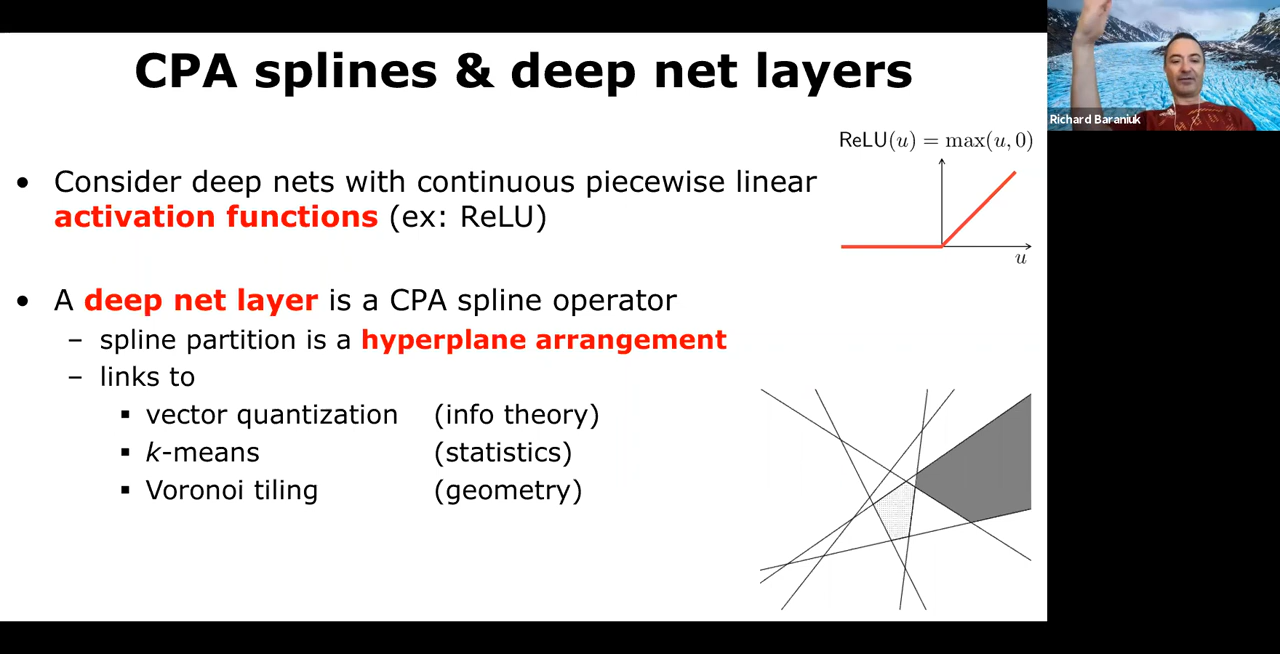 CPA splines & deep net layers
Richard Baraniuk
ReLU(u) = max(u, 0)
• Consider deep nets with continuous piecewise linear
activation functions (ex: ReLU)
u
• A deep net layer is a CPA spline operator
– spline partition is a hyperplane arrangement
– links to
▪ vector quantization (info theory)
▪ k-means (statistics)
▪ Voronoi tiling (geometry)